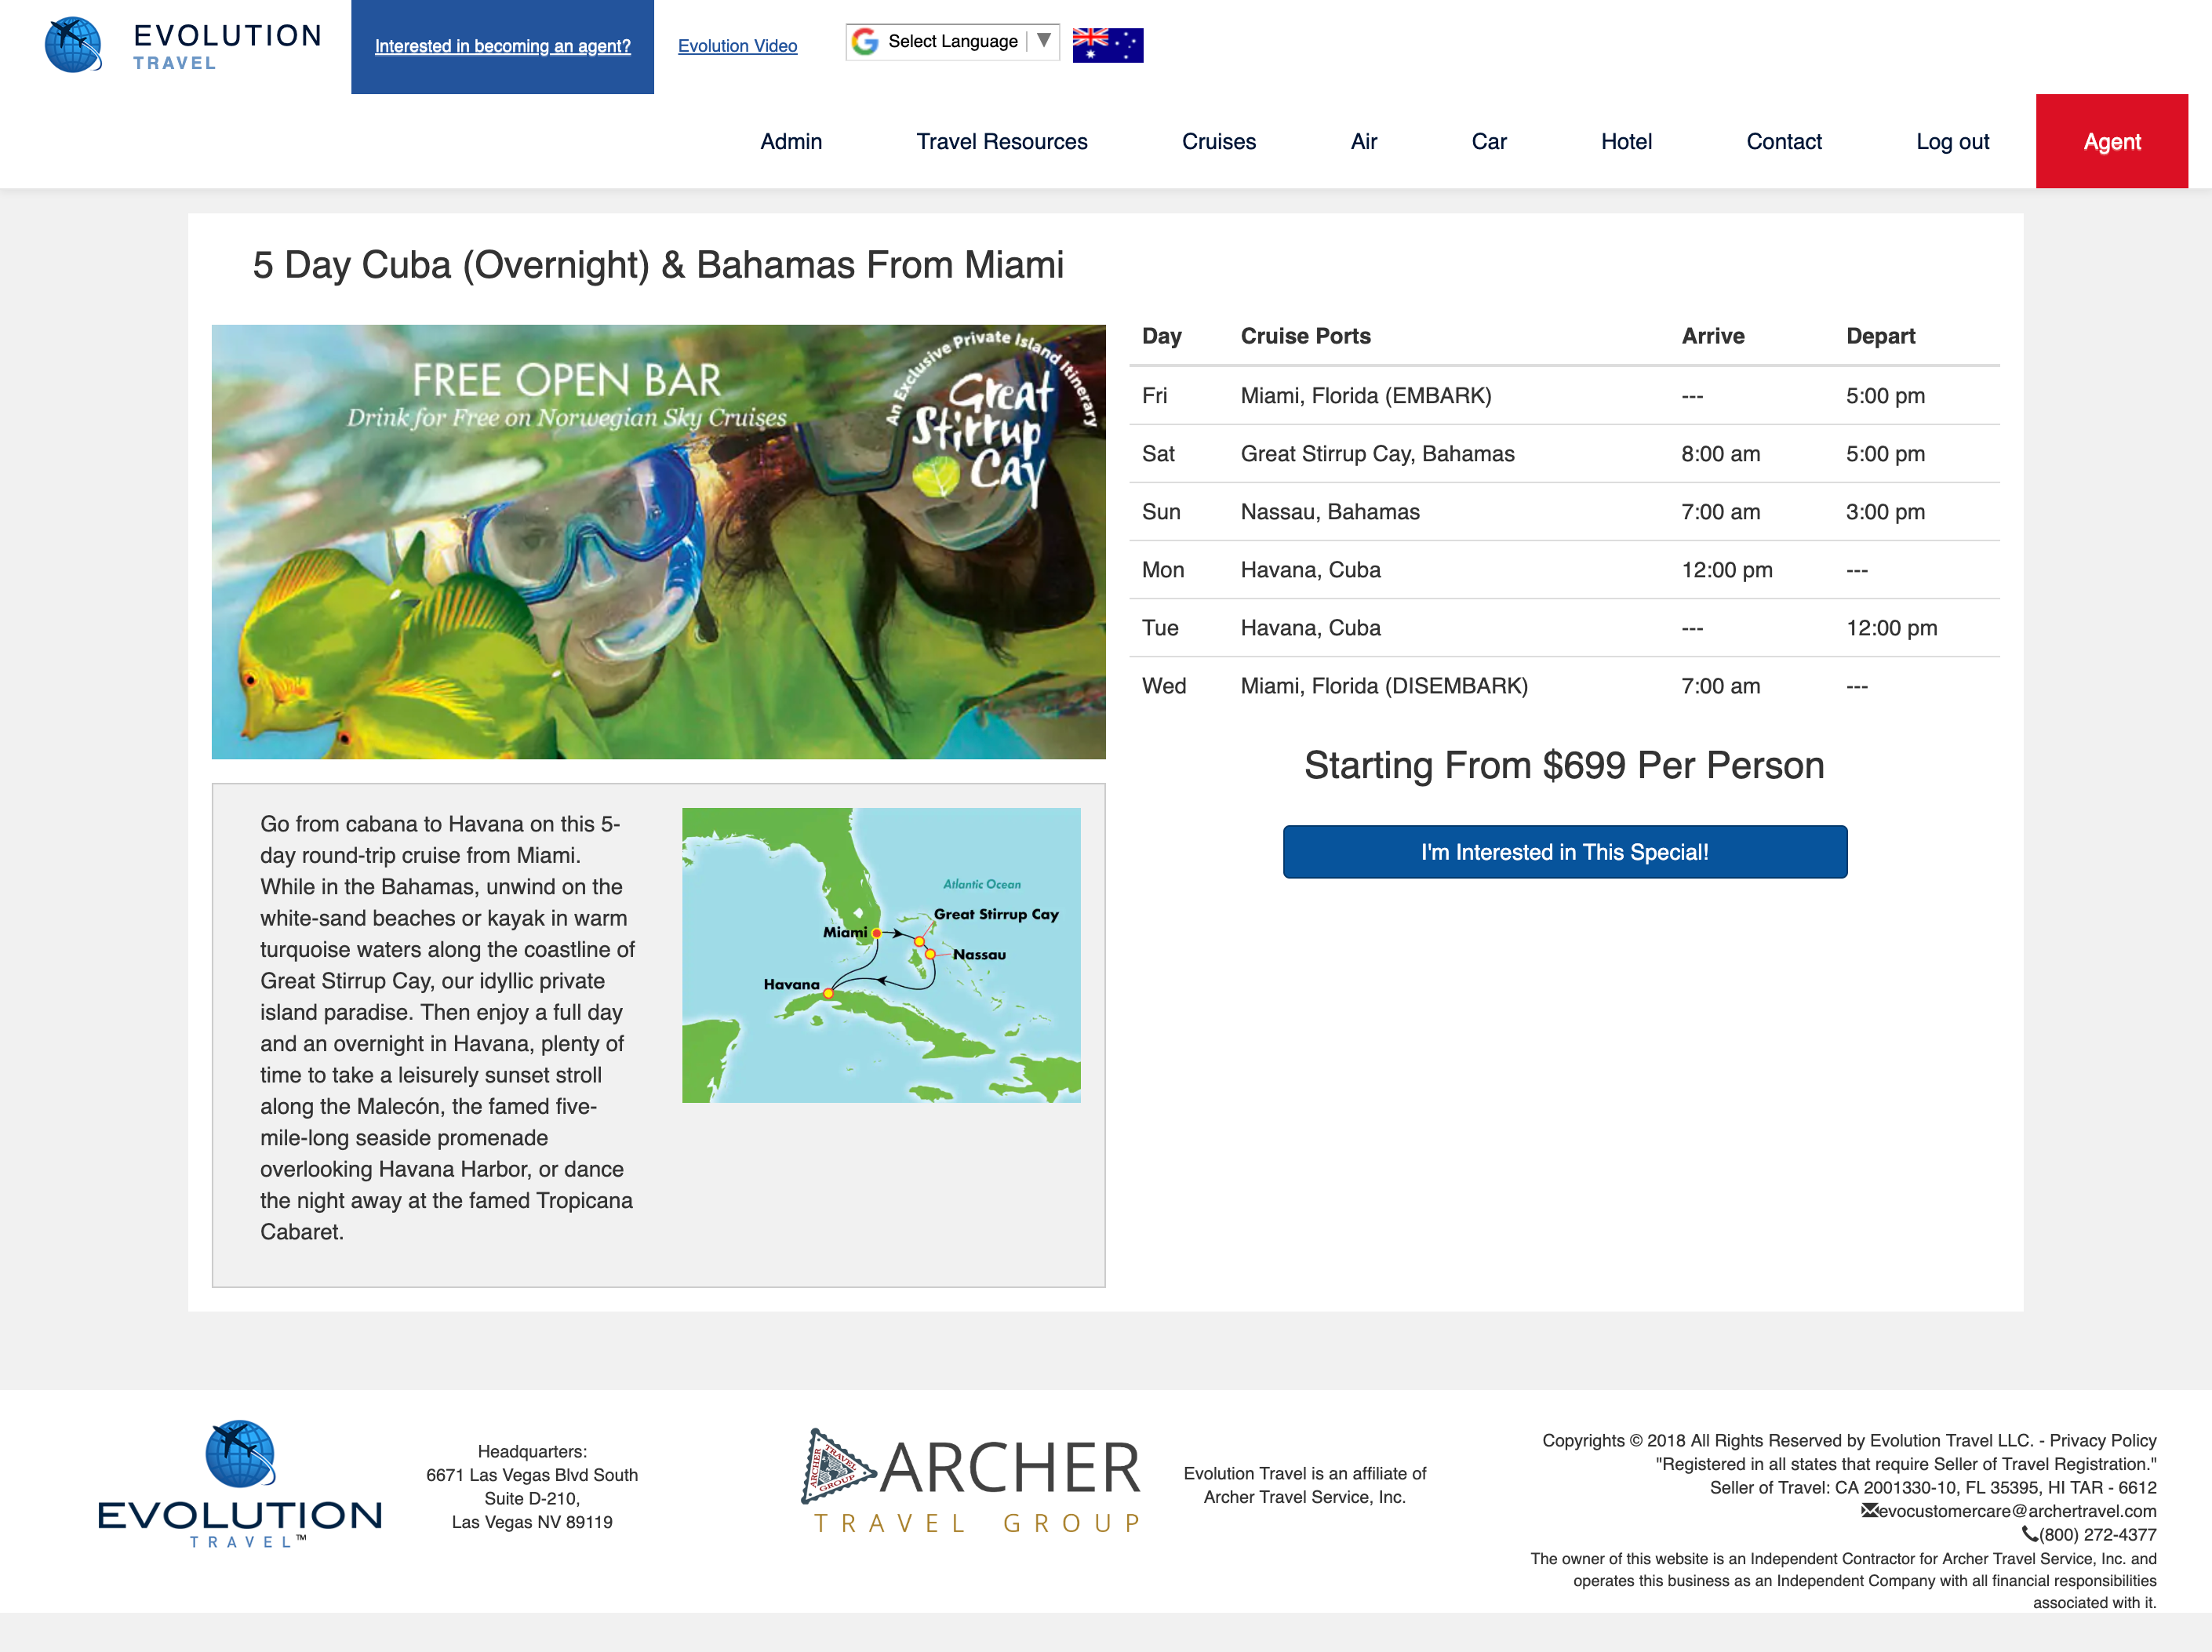 EVOLUTION
TRAVEL
Interested in becoming an agent?
Evolution Video
Select Language
Admin
Travel Resources
Cruises
Air
Car
Hotel
Contact
Log out
Agent
5 Day Cuba (Overnight) & Bahamas From Miami
FREE OPEN BAR
Drink for Free on Norwegian Sky Cruises
An Exclusive Private Island Itinerary
Great
Stirrup
Cay
Day Cruise Ports Arrive Depart
Fri Miami, Florida (EMBARK) --- 5:00 pm
Sat Great Stirrup Cay, Bahamas 8:00 am 5:00 pm
Sun Nassau, Bahamas 7:00 am 3:00 pm
Mon Havana, Cuba 12:00 pm ---
Tue Havana, Cuba --- 12:00 pm
Wed Miami, Florida (DISEMBARK) 7:00 am ---
Starting From $699 Per Person
I'm Interested in This Special!
Go from cabana to Havana on this 5-
day round-trip cruise from Miami.
While in the Bahamas, unwind on the
white-sand beaches or kayak in warm
turquoise waters along the coastline of
Great Stirrup Cay, our idyllic private
island paradise. Then enjoy a full day
and an overnight in Havana, plenty of
time to take a leisurely sunset stroll
along the Malecón, the famed five-
mile-long seaside promenade
overlooking Havana Harbor, or dance
the night away at the famed Tropicana
Cabaret.
Atlantic Ocean
Great Stirrup Cay
Miami
Nassau
Havana
EVOLUTION
TRAVEL™
Headquarters:
6671 Las Vegas Blvd South
Suite D-210,
Las Vegas NV 89119
ARCHER
TRAVEL
GROUP
ARCHER
TRAVEL GROUP
Evolution Travel is an affiliate of
Archer Travel Service, Inc.
Copyrights © 2018 All Rights Reserved by Evolution Travel LLC. - Privacy Policy
"Registered in all states that require Seller of Travel Registration."
Seller of Travel: CA 2001330-10, FL 35395, HI TAR - 6612
evocustomercare@archertravel.com
(800) 272-4377
The owner of this website is an Independent Contractor for Archer Travel Service, Inc. and
operates this business as an Independent Company with all financial responsibilities
associated with it.